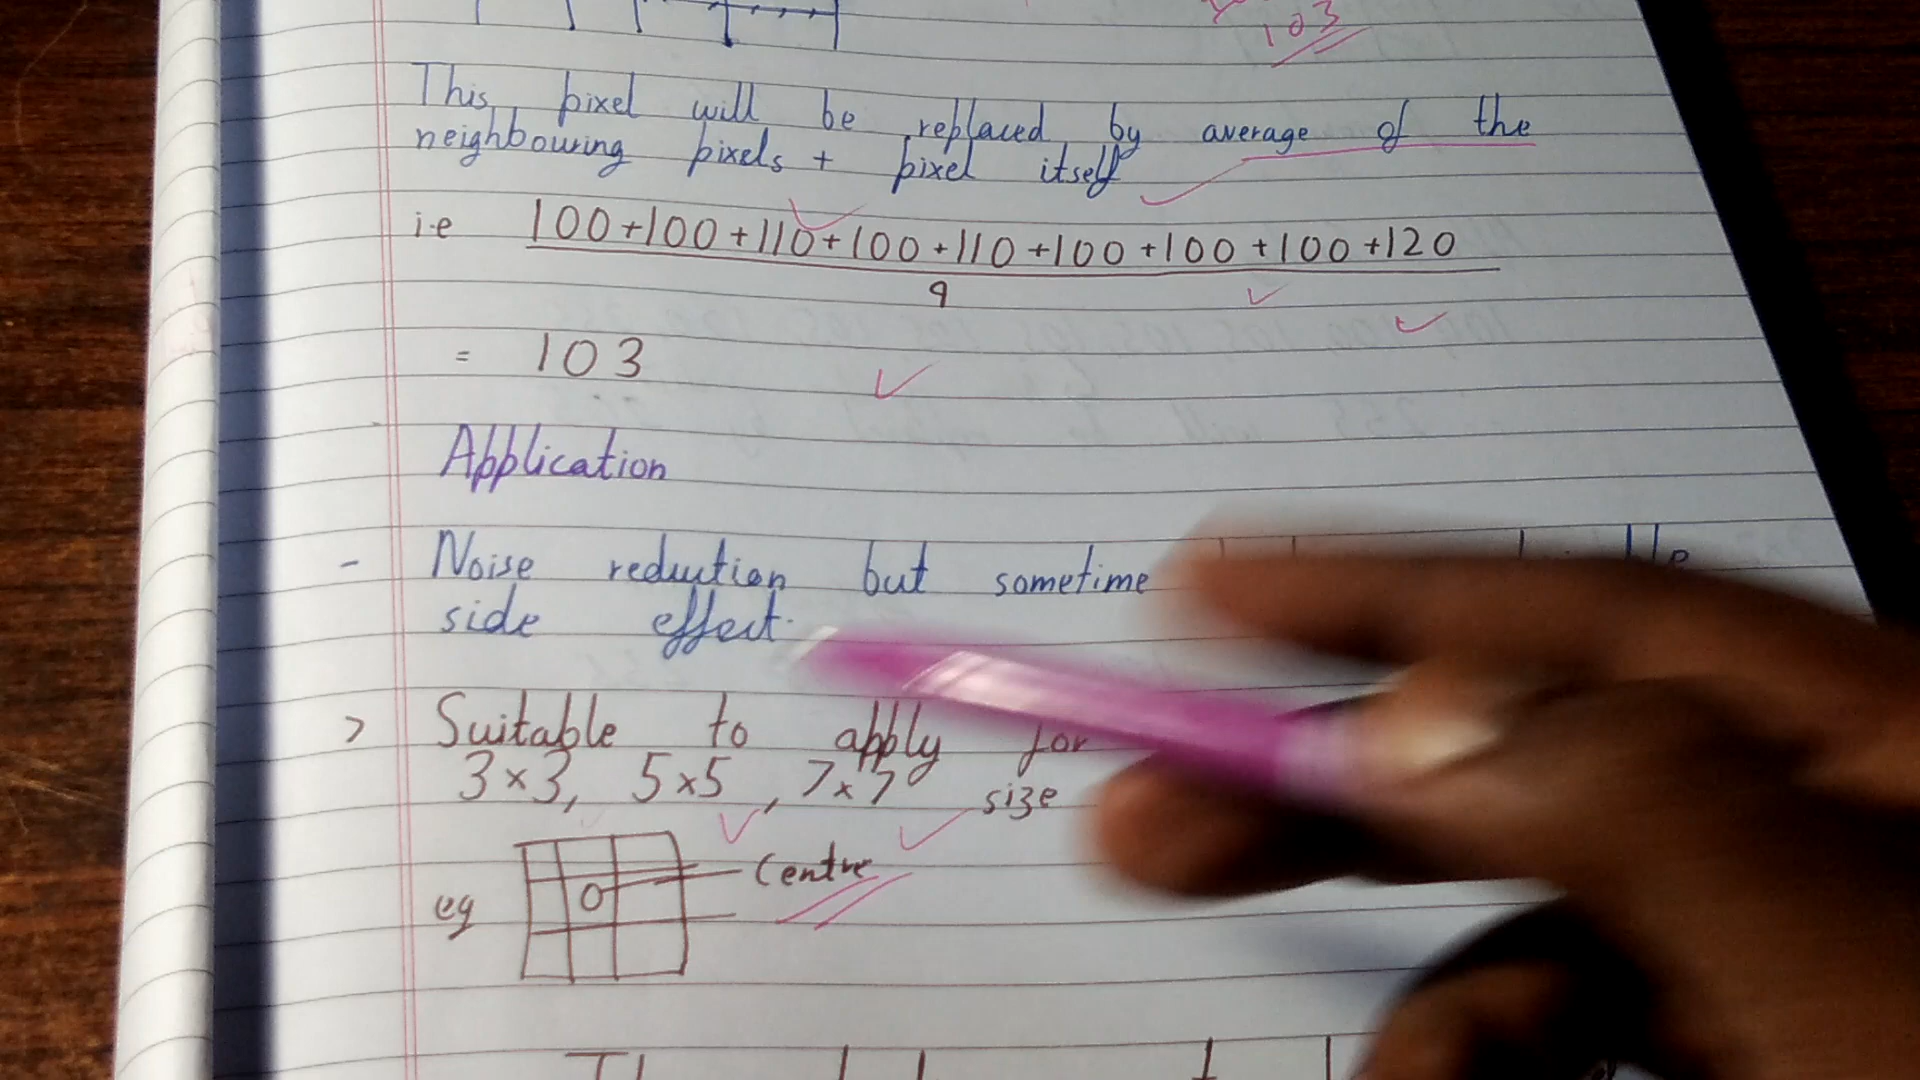 103
This pixel will be replaced by average of the
neighbouring pixels + pixel itself
i.e 100+100+110+100+110+100+100+100+120
9
= 103
Application
- Noise reduction but sometime
side effect.
> Suitable to apply for
3×3, 5×5, 7×7 size
eg O Centre